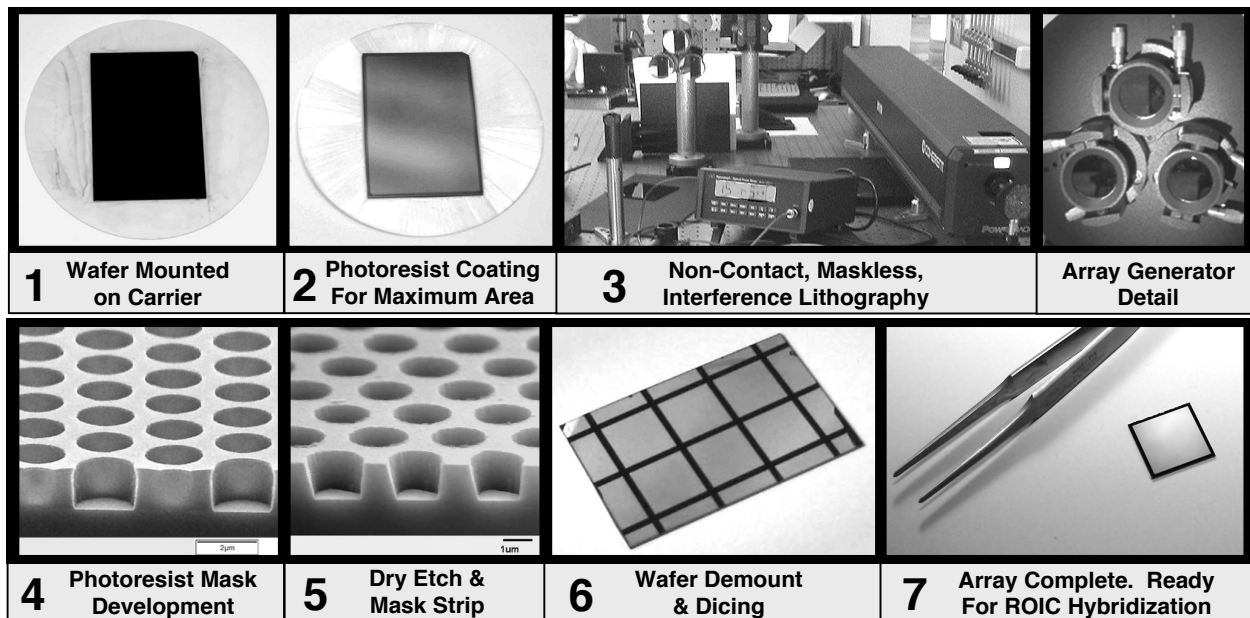 1 Wafer Mounted
on Carrier
2 Photoresist Coating
For Maximum Area
3 Non-Contact, Maskless,
Interference Lithography
Array Generator
Detail
2µm
1um
4 Photoresist Mask
Development
5 Dry Etch &
Mask Strip
6 Wafer Demount
& Dicing
7 Array Complete.  Ready
For ROIC Hybridization